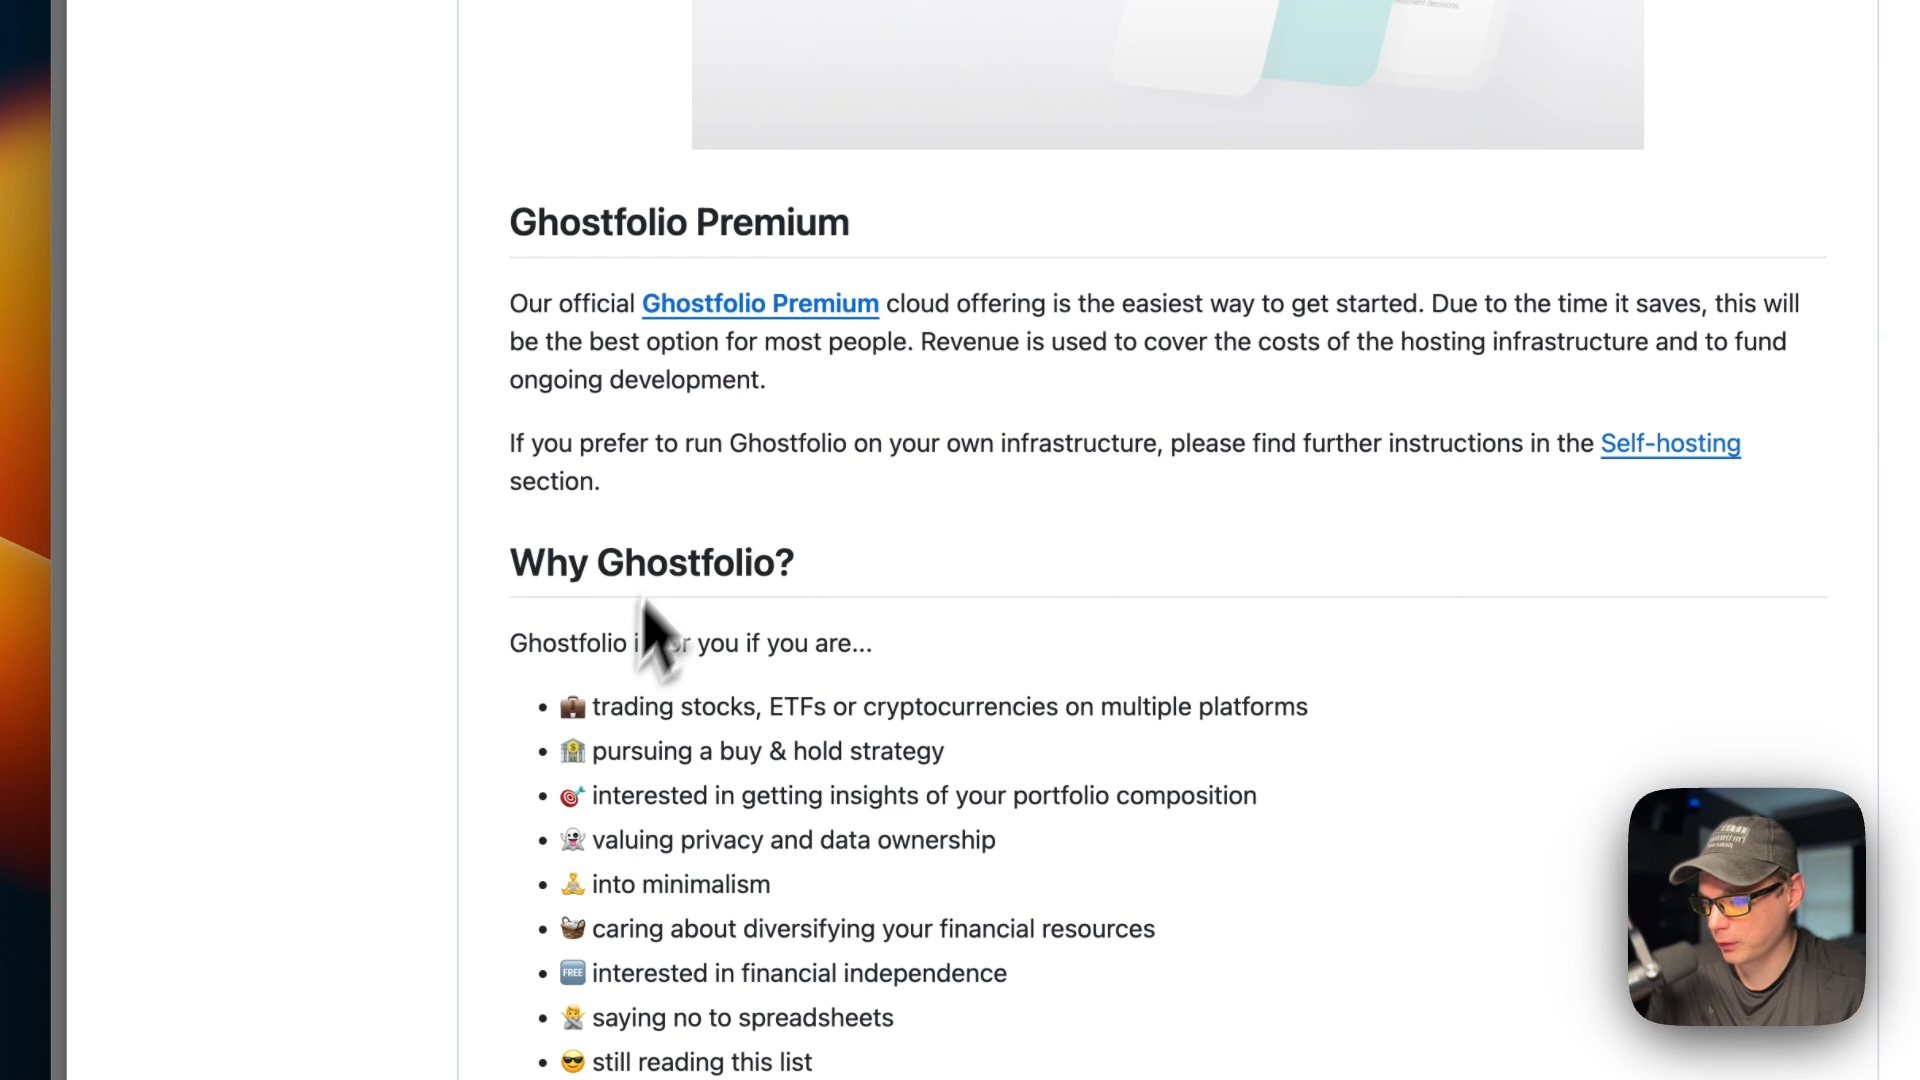 Ghostfolio Premium
Our official Ghostfolio Premium cloud offering is the easiest way to get started. Due to the time it saves, this will
be the best option for most people. Revenue is used to cover the costs of the hosting infrastructure and to fund
ongoing development.
If you prefer to run Ghostfolio on your own infrastructure, please find further instructions in the Self-hosting
section.
Why Ghostfolio?
Ghostfolio you if you are...
💼 trading stocks, ETFs or cryptocurrencies on multiple platforms
🏦 pursuing a buy & hold strategy
🎯 interested in getting insights of your portfolio composition
👻 valuing privacy and data ownership
🧘 into minimalism
🧺 caring about diversifying your financial resources
🆓 interested in financial independence
🙅 saying no to spreadsheets
😎 still reading this list